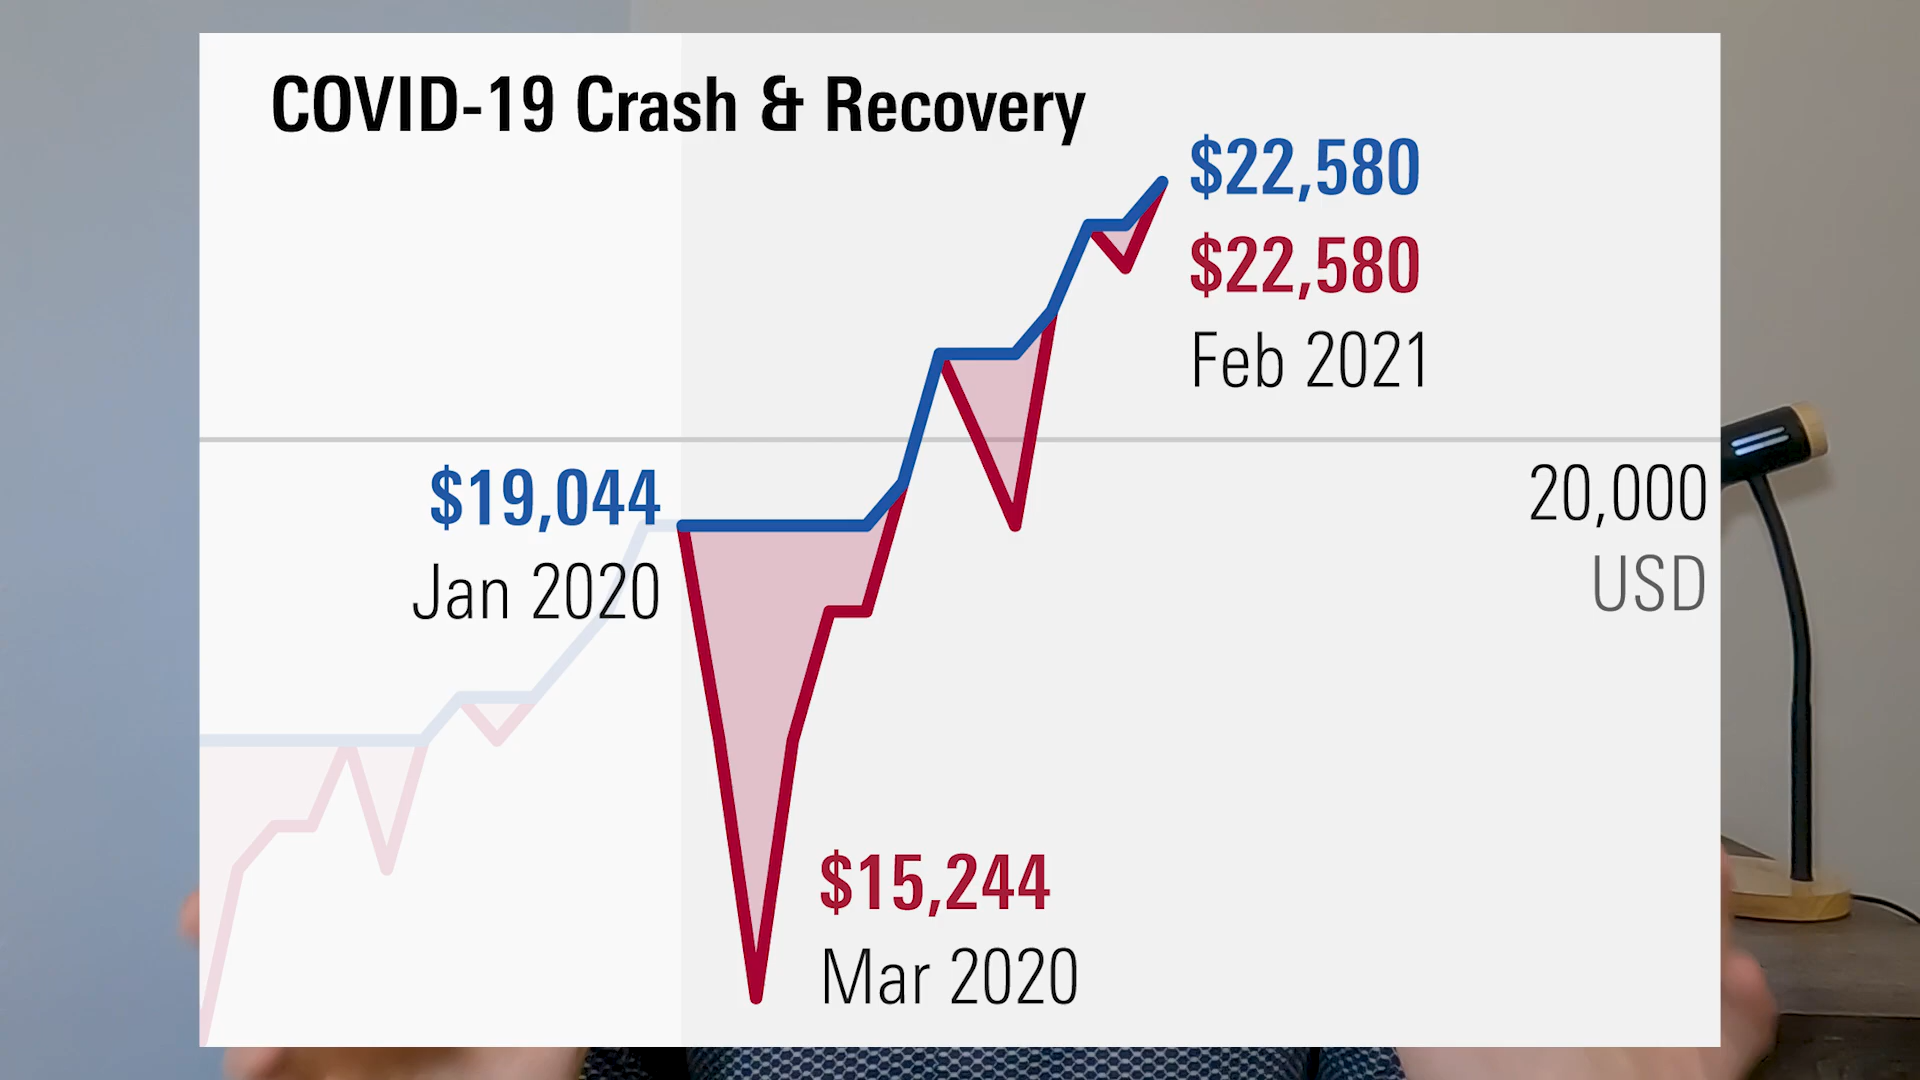 COVID-19 Crash & Recovery
$22,580
$22,580
Feb 2021
$19,044
Jan 2020
20,000
USD
$15,244
Mar 2020